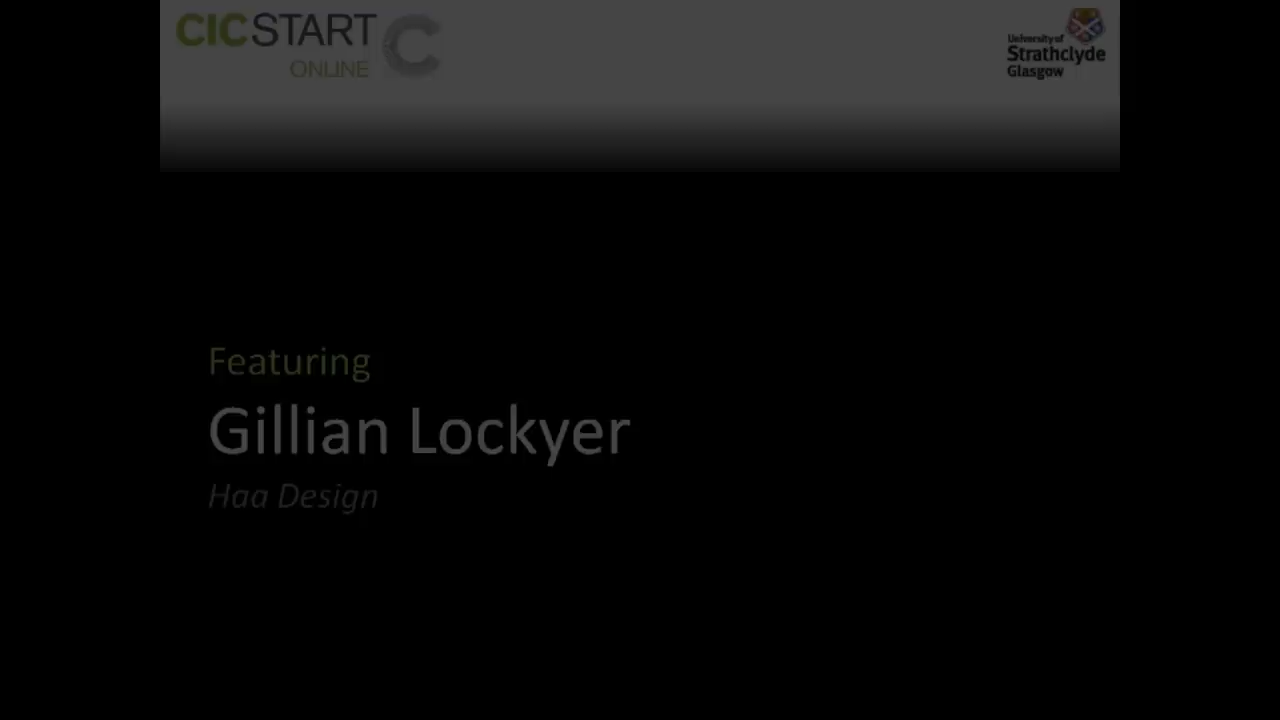 CICSTART
ONLINE
University of
Strathclyde
Glasgow
Featuring
Gillian Lockyer
Haa Design